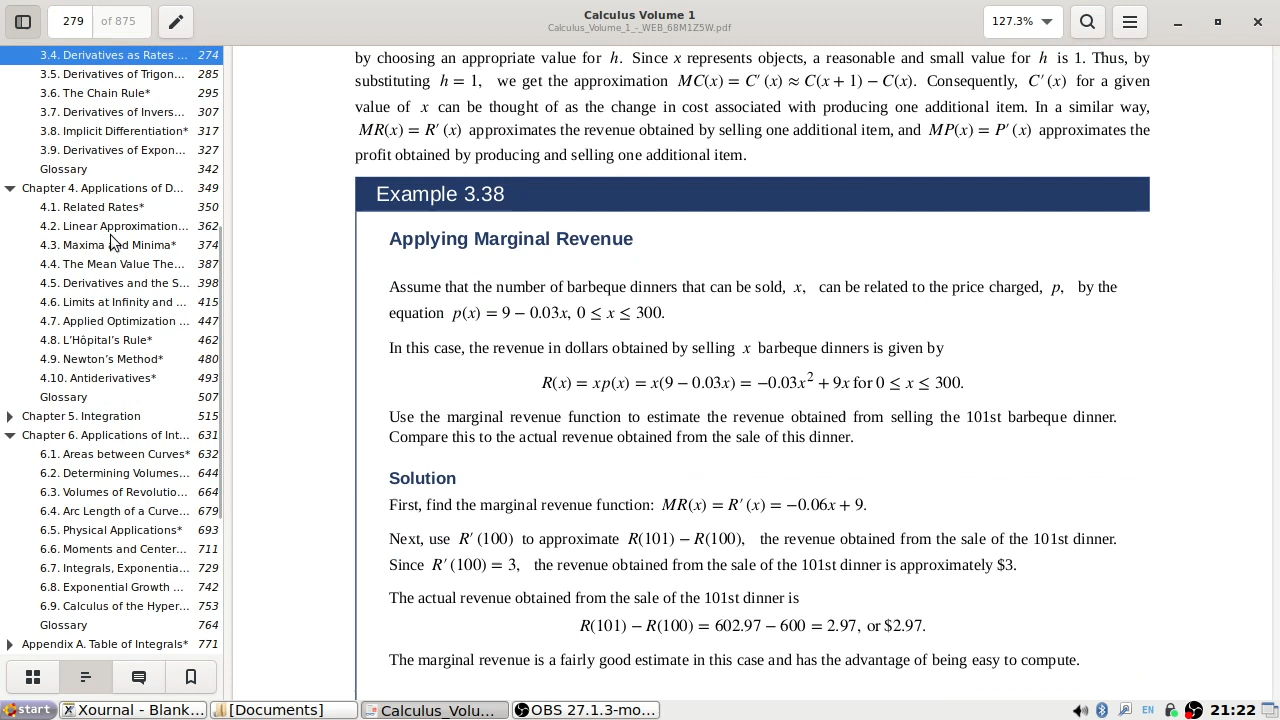 279
of 875
Calculus Volume 1
Calculus_Volume_1_-_WEB_68M1Z5W.pdf
127.3%
3.4. Derivatives as Rates ... 274
3.5. Derivatives of Trigon... 285
3.6. The Chain Rule* 295
3.7. Derivatives of Invers... 307
3.8. Implicit Differentiation* 317
3.9. Derivatives of Expon... 327
Glossary 342
Chapter 4. Applications of D... 349
4.1. Related Rates* 350
4.2. Linear Approximation... 362
4.3. Maxima and Minima* 374
4.4. The Mean Value The... 387
4.5. Derivatives and the S... 398
4.6. Limits at Infinity and ... 415
4.7. Applied Optimization ... 447
4.8. L’Hôpital’s Rule* 462
4.9. Newton’s Method* 480
4.10. Antiderivatives* 493
Glossary 507
Chapter 5. Integration 515
Chapter 6. Applications of Int... 631
6.1. Areas between Curves* 632
6.2. Determining Volumes... 644
6.3. Volumes of Revolutio... 664
6.4. Arc Length of a Curve... 679
6.5. Physical Applications* 693
6.6. Moments and Center... 711
6.7. Integrals, Exponentia... 729
6.8. Exponential Growth ... 742
6.9. Calculus of the Hyper... 753
Glossary 764
Appendix A. Table of Integrals* 771
by choosing an appropriate value for h. Since x represents objects, a reasonable and small value for h is 1. Thus, by
substituting h = 1, we get the approximation MC(x) = C′(x) ≈ C(x + 1) − C(x). Consequently, C′(x) for a given
value of x can be thought of as the change in cost associated with producing one additional item. In a similar way,
MR(x) = R′(x) approximates the revenue obtained by selling one additional item, and MP(x) = P′(x) approximates the
profit obtained by producing and selling one additional item.
Example 3.38
Applying Marginal Revenue
Assume that the number of barbeque dinners that can be sold, x, can be related to the price charged, p, by the
equation p(x) = 9 − 0.03x, 0 ≤ x ≤ 300.
In this case, the revenue in dollars obtained by selling x barbeque dinners is given by
R(x) = xp(x) = x(9 − 0.03x) = −0.03x² + 9x for 0 ≤ x ≤ 300.
Use the marginal revenue function to estimate the revenue obtained from selling the 101st barbeque dinner.
Compare this to the actual revenue obtained from the sale of this dinner.
Solution
First, find the marginal revenue function: MR(x) = R′(x) = −0.06x + 9.
Next, use R′(100) to approximate R(101) − R(100), the revenue obtained from the sale of the 101st dinner.
Since R′(100) = 3, the revenue obtained from the sale of the 101st dinner is approximately $3.
The actual revenue obtained from the sale of the 101st dinner is
R(101) − R(100) = 602.97 − 600 = 2.97, or $2.97.
The marginal revenue is a fairly good estimate in this case and has the advantage of being easy to compute.
start
Xournal - Blank...
[Documents]
Calculus_Volu...
OBS 27.1.3-mo...
EN
21:22